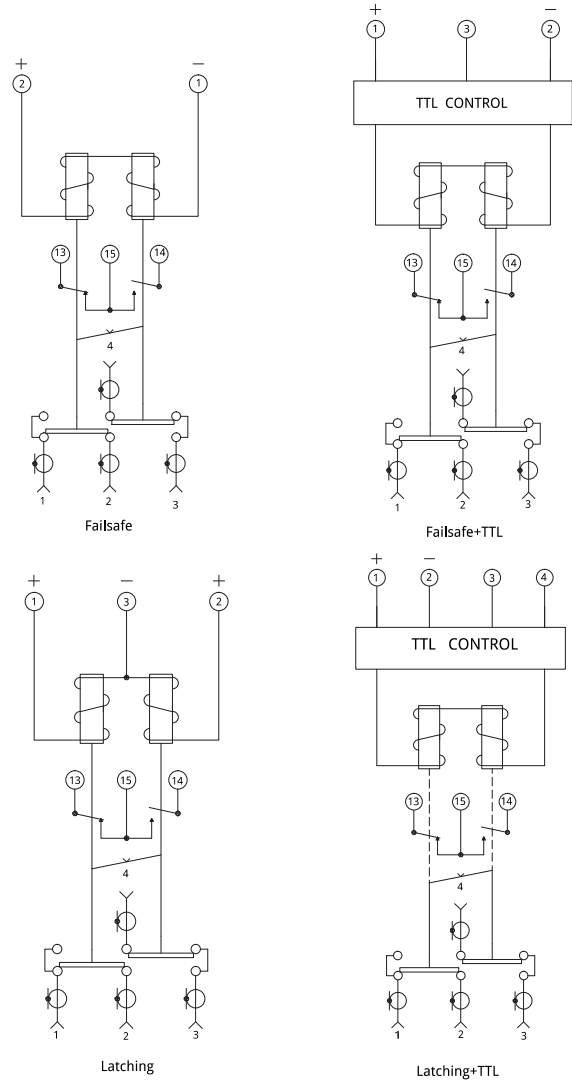 + −
2 1
13 15 14
4
1 2 3
Failsafe
+ −
1 3 2
TTL CONTROL
13 15 14
4
1 2 3
Failsafe+TTL
+ − +
1 3 2
13 15 14
4
1 2 3
Latching
+ −
1 2 3 4
TTL CONTROL
13 15 14
4
1 2 3
Latching+TTL